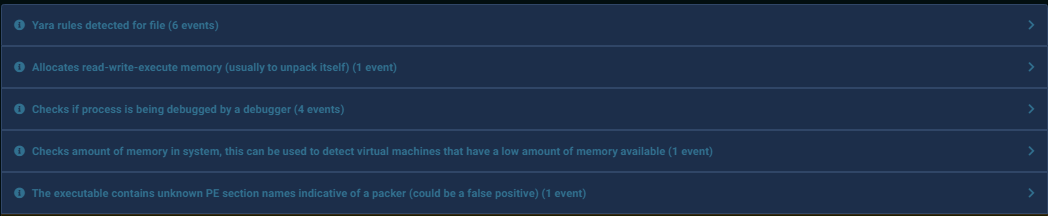 Yara rules detected for file (6 events)
Allocates read-write-execute memory (usually to unpack itself) (1 event)
Checks if process is being debugged by a debugger (4 events)
Checks amount of memory in system, this can be used to detect virtual machines that have a low amount of memory available (1 event)
The executable contains unknown PE section names indicative of a packer (could be a false positive) (1 event)